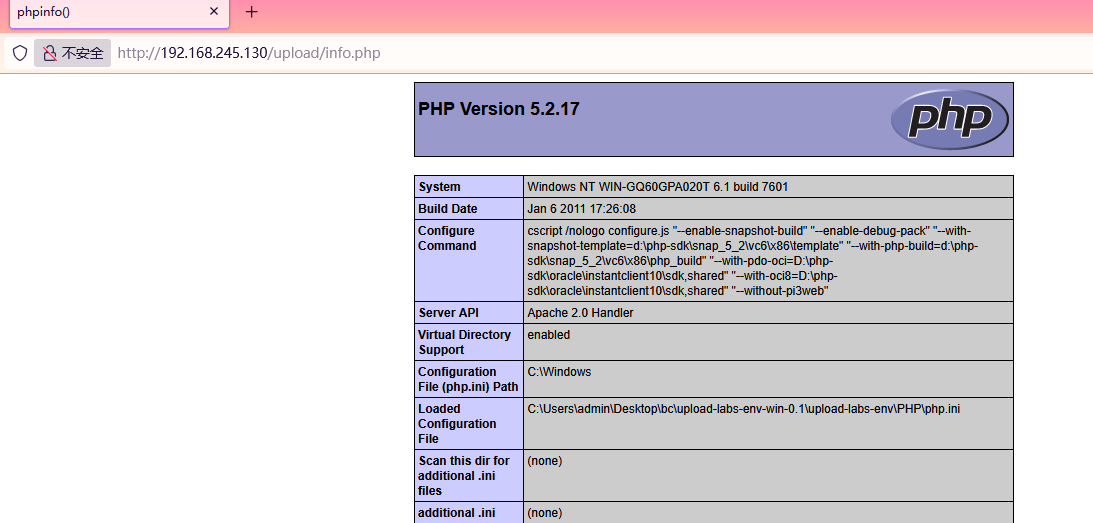 phpinfo()
不安全 http://192.168.245.130/upload/info.php
PHP Version 5.2.17
php
System Windows NT WIN-GQ60GPA020T 6.1 build 7601
Build Date Jan 6 2011 17:26:08
Configure Command
cscript /nologo configure.js "--enable-snapshot-build" "--enable-debug-pack" "--with-
snapshot-template=d:\php-sdk\snap_5_2\vc6\x86\template" "--with-php-build=d:\php-
sdk\snap_5_2\vc6\x86\php_build" "--with-pdo-oci=D:\php-
sdk\oracle\instantclient10\sdk,shared" "--with-oci8=D:\php-
sdk\oracle\instantclient10\sdk,shared" "--without-pi3web"
Server API Apache 2.0 Handler
Virtual Directory
Support
enabled
Configuration
File (php.ini) Path
C:\Windows
Loaded
Configuration
File
C:\Users\admin\Desktop\bc\upload-labs-env-win-0.1\upload-labs-env\PHP\php.ini
Scan this dir for
additional .ini
files
(none)
additional .ini (none)